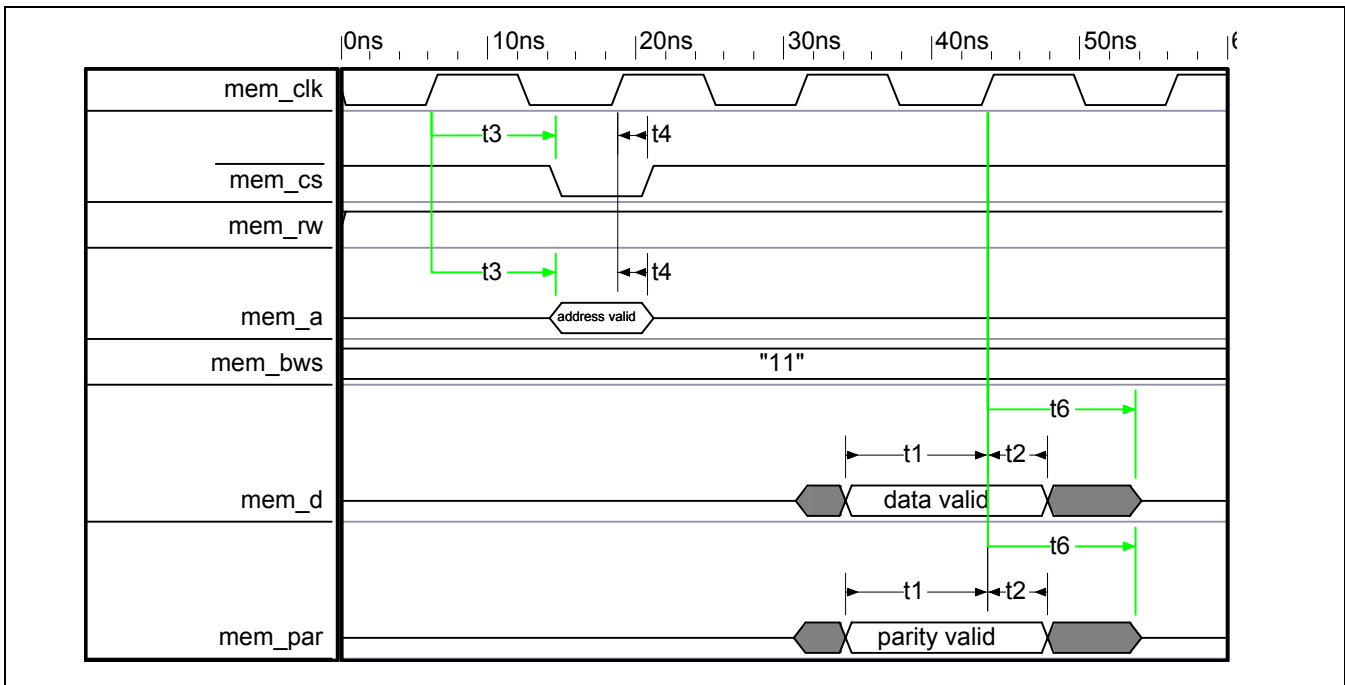 0ns 10ns 20ns 30ns 40ns 50ns
mem_clk
t3 t4
mem_cs
mem_rw
t3 t4
mem_a address valid
mem_bws "11"
t6
t1 t2
mem_d data valid
t6
t1 t2
mem_par parity valid